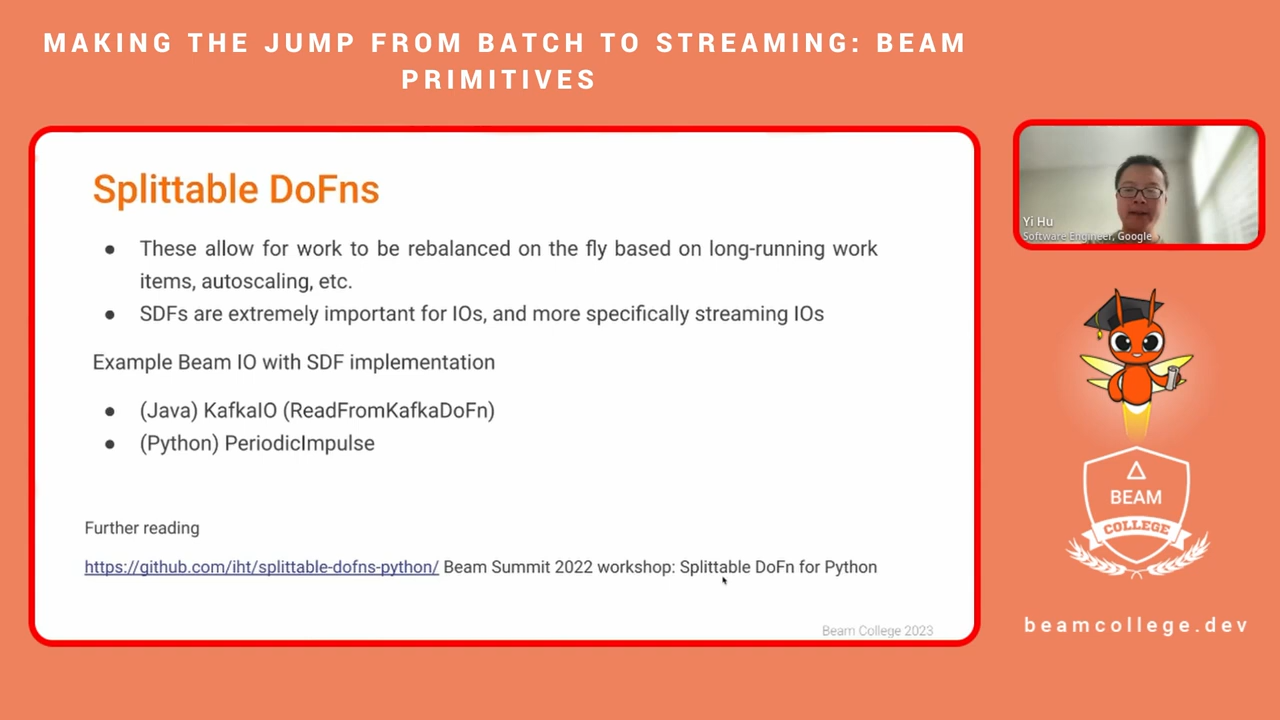 MAKING THE JUMP FROM BATCH TO STREAMING: BEAM
PRIMITIVES
Splittable DoFns
● These allow for work to be rebalanced on the fly based on long-running work
items, autoscaling, etc.
● SDFs are extremely important for IOs, and more specifically streaming IOs
Example Beam IO with SDF implementation
● (Java) KafkaIO (ReadFromKafkaDoFn)
● (Python) PeriodicImpulse
Further reading
https://github.com/iht/splittable-dofns-python/ Beam Summit 2022 workshop: Splittable DoFn for Python
Beam College 2023
Yi Hu
Software Engineer, Google
BEAM
COLLEGE
beamcollege.dev